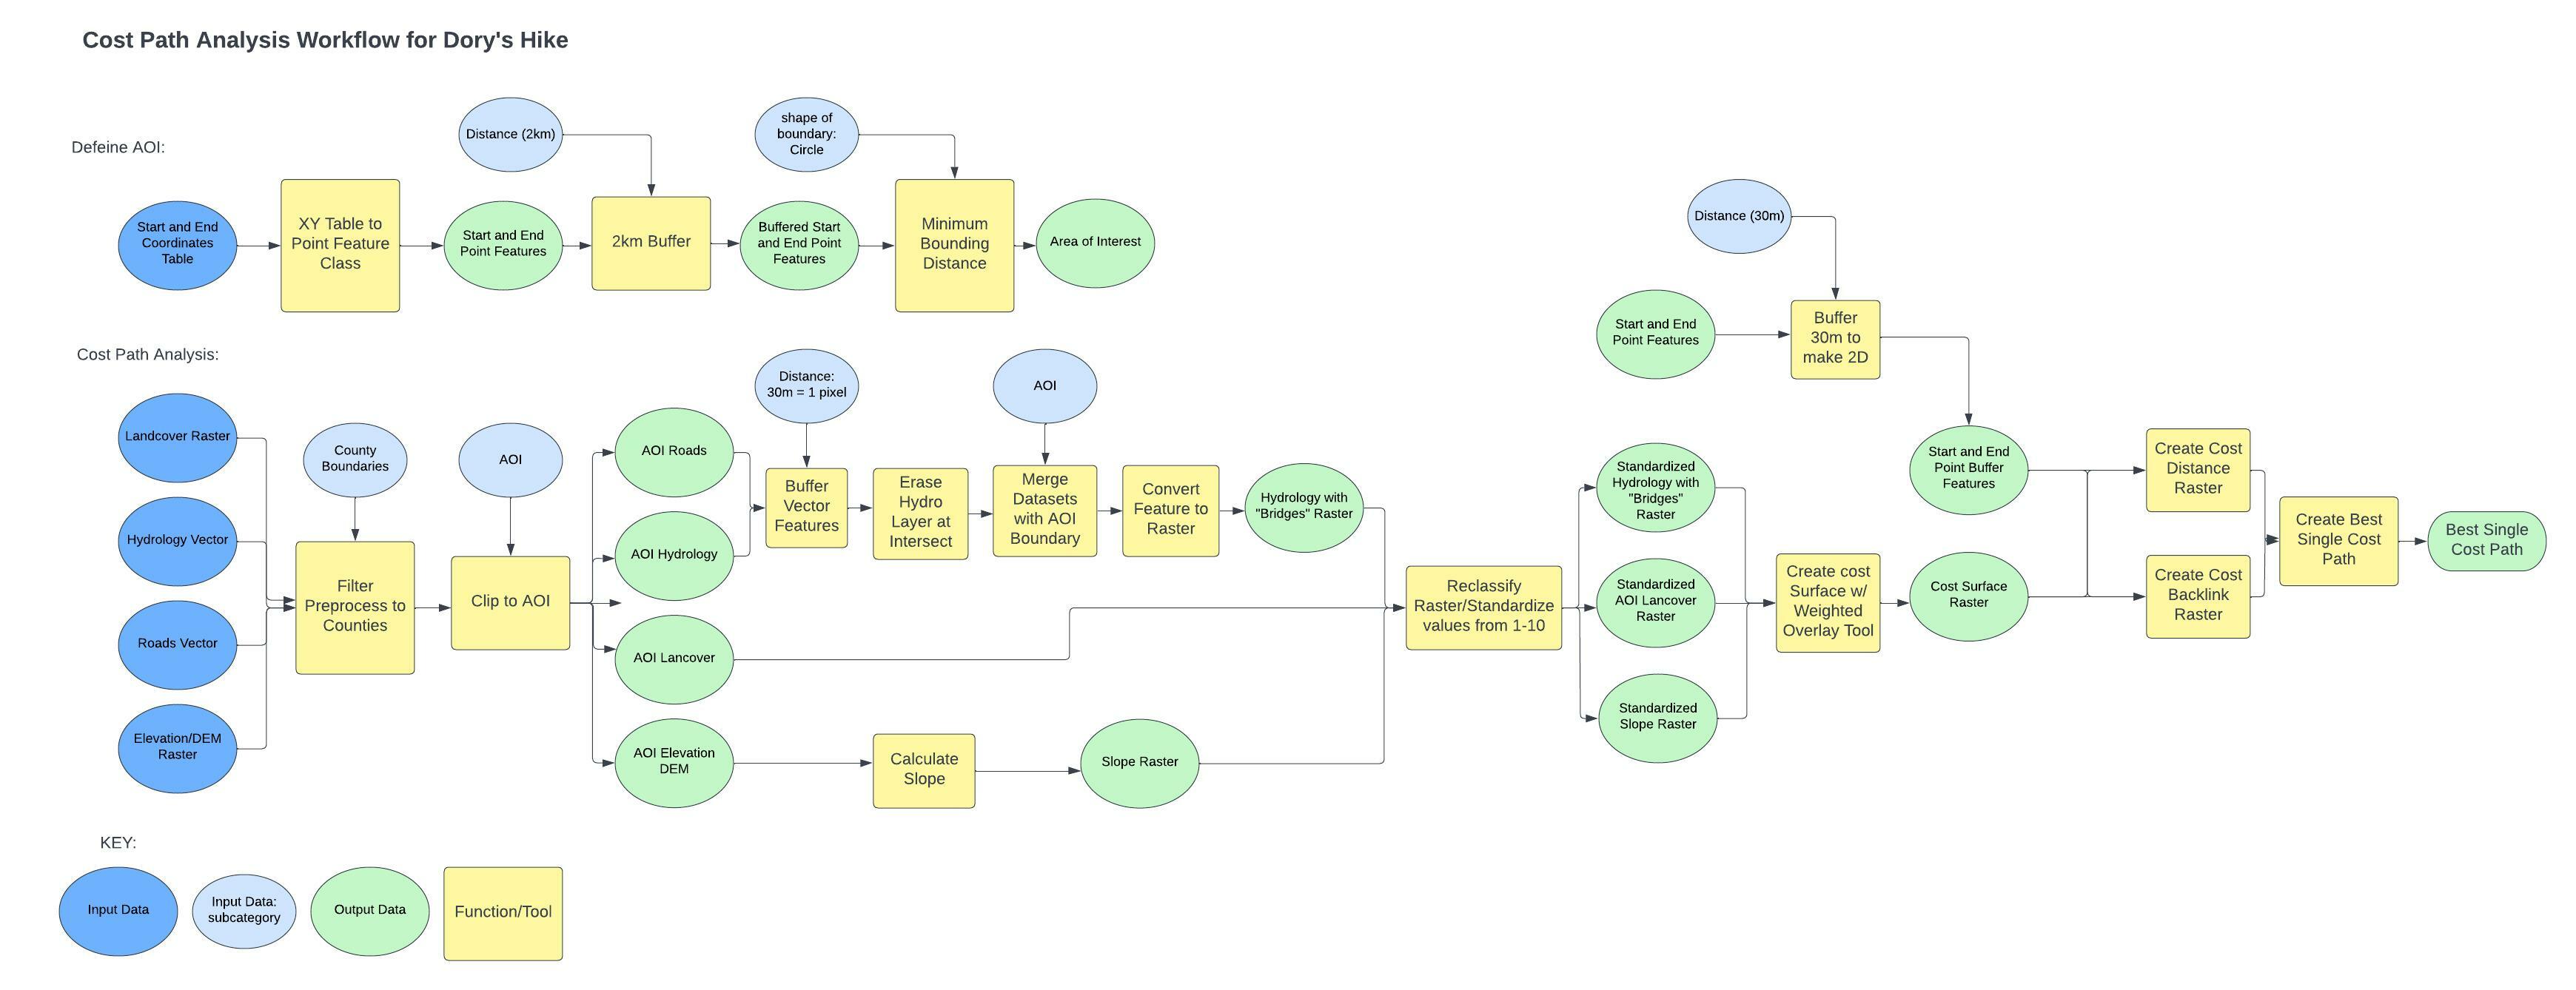 Cost Path Analysis Workflow for Dory's Hike
Defeine AOI:
Distance (2km)
shape of
boundary:
Circle
Start and End
Coordinates
Table
XY Table to
Point Feature
Class
Start and End
Point Features
2km Buffer
Buffered Start
and End Point
Features
Minimum
Bounding
Distance
Area of Interest
Distance (30m)
Start and End
Point Features
Buffer
30m to
make 2D
Cost Path Analysis:
Landcover Raster
Hydrology Vector
Roads Vector
Elevation/DEM
Raster
County
Boundaries
Filter
Preprocess to
Counties
AOI
Clip to AOI
AOI Roads
AOI Hydrology
AOI Lancover
AOI Elevation
DEM
Distance:
30m = 1 pixel
Buffer
Vector
Features
Erase
Hydro
Layer at
Intersect
AOI
Merge
Datasets
with AOI
Boundary
Convert
Feature to
Raster
Hydrology with
"Bridges" Raster
Calculate
Slope
Slope Raster
Reclassify
Raster/Standardize
values from 1-10
Standardized
Hydrology with
"Bridges"
Raster
Standardized
AOI Lancover
Raster
Standardized
Slope Raster
Create cost
Surface w/
Weighted
Overlay Tool
Start and End
Point Buffer
Features
Cost Surface
Raster
Create Cost
Distance
Raster
Create Cost
Backlink
Raster
Create Best
Single Cost
Path
Best Single
Cost Path
KEY:
Input Data
Input Data:
subcategory
Output Data
Function/Tool